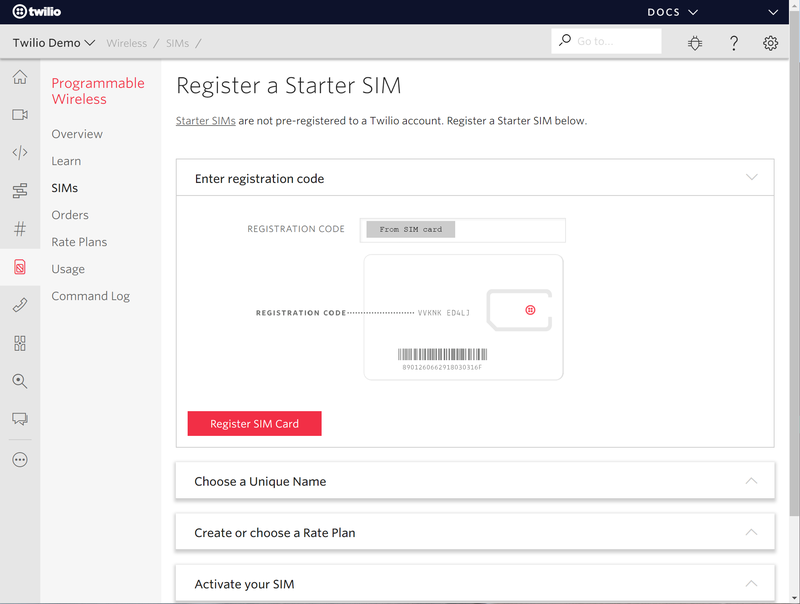 twilio
DOCS
Twilio Demo
Wireless / SIMs /
Go to...
Programmable
Wireless
Overview
Learn
SIMs
Orders
Rate Plans
Usage
Command Log
Register a Starter SIM
Starter SIMs are not pre-registered to a Twilio account. Register a Starter SIM below.
Enter registration code
REGISTRATION CODE
From SIM card
REGISTRATION CODE VVKNK ED4LJ
8901260662918030316F
Register SIM Card
Choose a Unique Name
Create or choose a Rate Plan
Activate your SIM